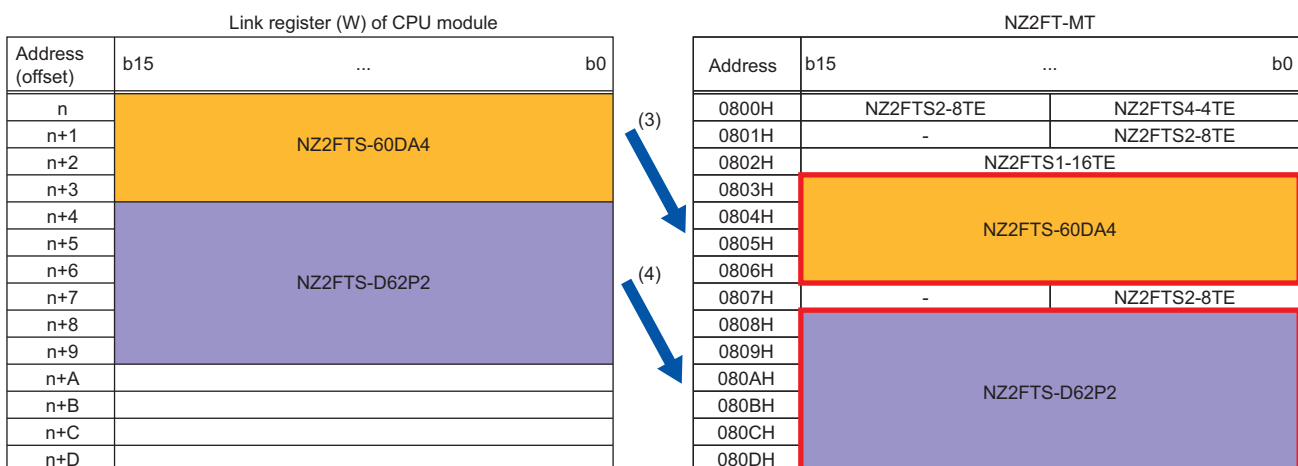 Link register (W) of CPU module
NZ2FT-MT
Address (offset) b15 ... b0
Address b15 ... b0
n
n+1
n+2
n+3
NZ2FTS-60DA4
n+4
n+5
n+6
n+7
n+8
n+9
NZ2FTS-D62P2
n+A
n+B
n+C
n+D
(3)
(4)
0800H NZ2FTS2-8TE NZ2FTS4-4TE
0801H - NZ2FTS2-8TE
0802H NZ2FTS1-16TE
0803H
0804H
0805H
0806H
NZ2FTS-60DA4
0807H - NZ2FTS2-8TE
0808H
0809H
080AH
080BH
080CH
080DH
NZ2FTS-D62P2